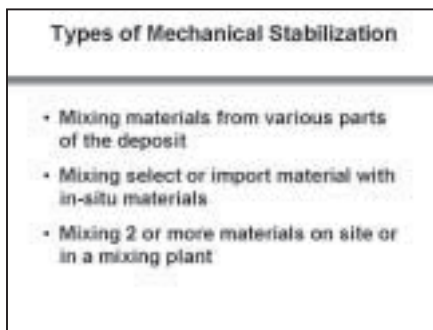 Types of Mechanical Stabilization
• Mixing materials from various parts
of the deposit
• Mixing select or import material with
in-situ materials
• Mixing 2 or more materials on site or
in a mixing plant